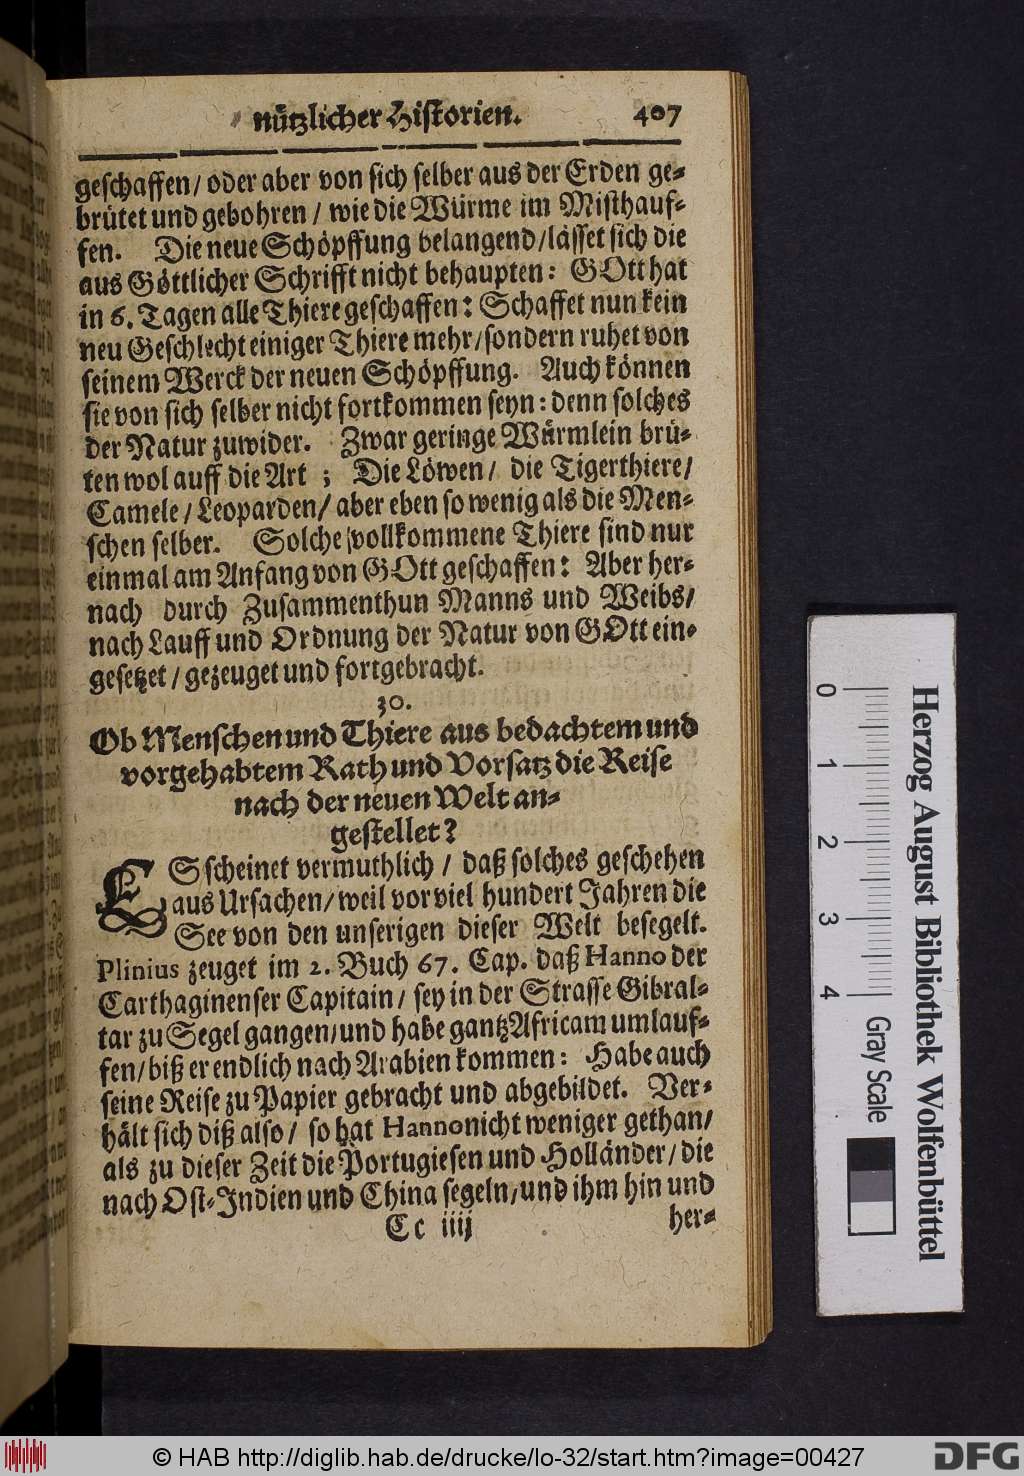 nützlicher Historien. 407
geschaffen/ oder aber von sich selber aus der Erden ge-
brütet und gebohren / wie die Würme im Misthauf-
fen. Die neue Schöpffung belangend/lässet sich die
aus Göttlicher Schrifft nicht behaupten: GOtt hat
in 6. Tagen alle Thiere geschaffen: Schaffet nun kein
neu Geschlecht einiger Thiere mehr/sondern ruhet von
seinem Werck der neuen Schöpffung. Auch können
sie von sich selber nicht fortkommen seyn: denn solches
der Natur zuwider. Zwar geringe Würmlein brü-
ten wol auff die Art ; Die Löwen/ die Tigerthiere/
Camele / Leoparden/ aber eben so wenig als die Men-
schen selber. Solche vollkommene Thiere sind nur
einmal am Anfang von GOtt geschaffen: Aber her-
nach durch Zusammenthun Manns und Weibs/
nach Lauff und Ordnung der Natur von GOtt ein-
gesetzet / gezeuget und fortgebracht.
30.
Ob Menschen und Thiere aus bedachtem und
vorgehabtem Rath und Vorsatz die Reise
nach der neuen Welt an-
gestellet?
ES scheinet vermuthlich / daß solches geschehen
aus Ursachen/ weil vor viel hundert Jahren die
See von den unserigen dieser Welt besegelt.
Plinius zeuget im 2. Buch 67. Cap. daß Hanno der
Carthaginenser Capitain / sey in der Strasse Gibral-
tar zu Segel gangen/und habe gantz Africam umlauf-
fen/ biß er endlich nach Arabien kommen: Habe auch
seine Reise zu Papier gebracht und abgebildet. Ver-
hält sich diß also/ so hat Hanno nicht weniger gethan/
als zu dieser Zeit die Portugiesen und Holländer/ die
nach Ost-Indien und China segeln/und ihm hin und
Cc iiij her-
0 1 2 3 4 Gray Scale
Herzog August Bibliothek Wolfenbüttel
© HAB http://diglib.hab.de/drucke/lo-32/start.htm?image=00427 DFG